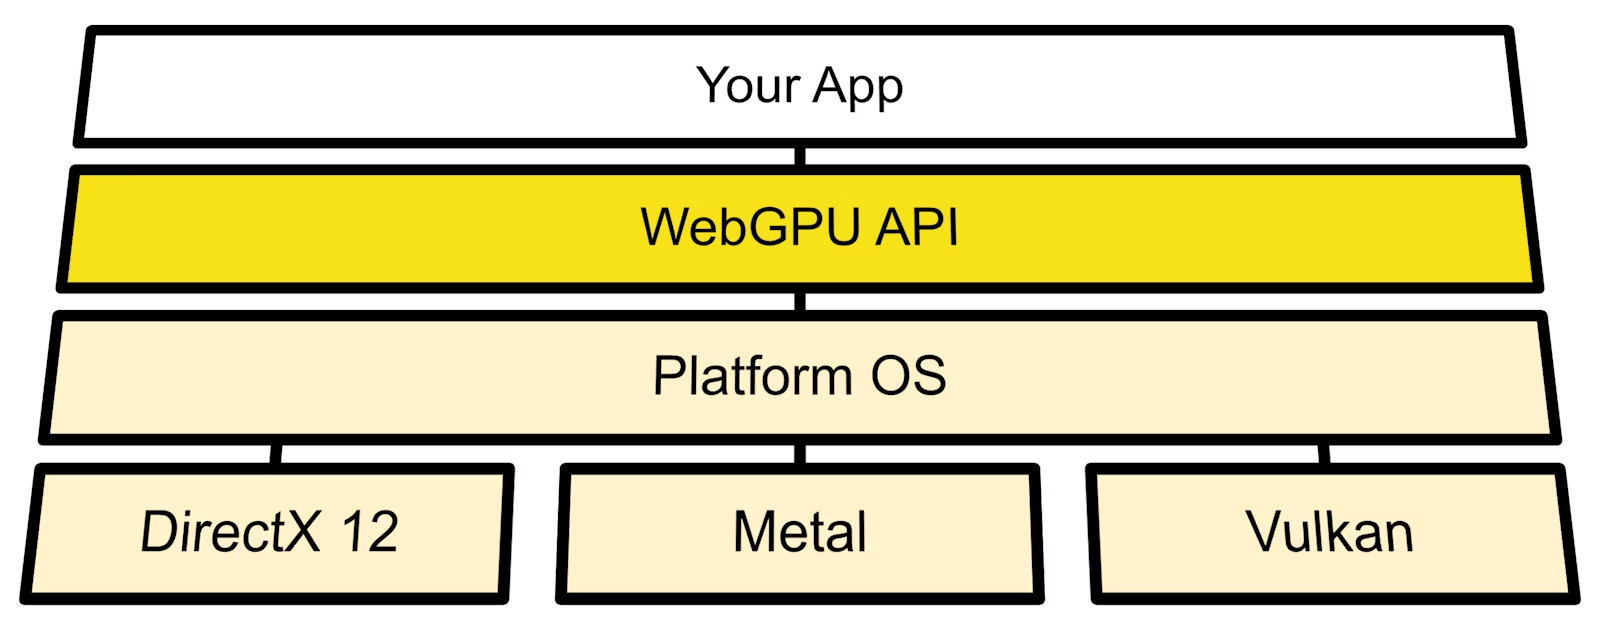 Your App
WebGPU API
Platform OS
DirectX 12
Metal
Vulkan